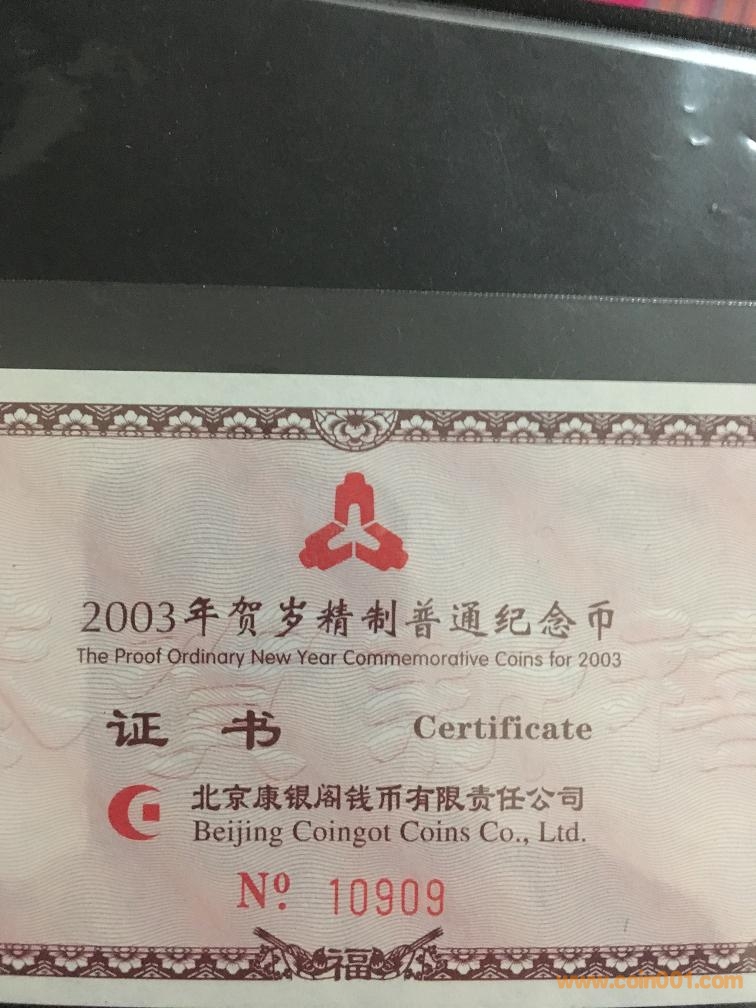 2003年贺岁精制普通纪念币
The Proof Ordinary New Year Commemorative Coins for 2003
证 书 Certificate
北京康银阁钱币有限责任公司
Beijing Coingot Coins Co., Ltd.
Nº 10909
福
www.coin001.com